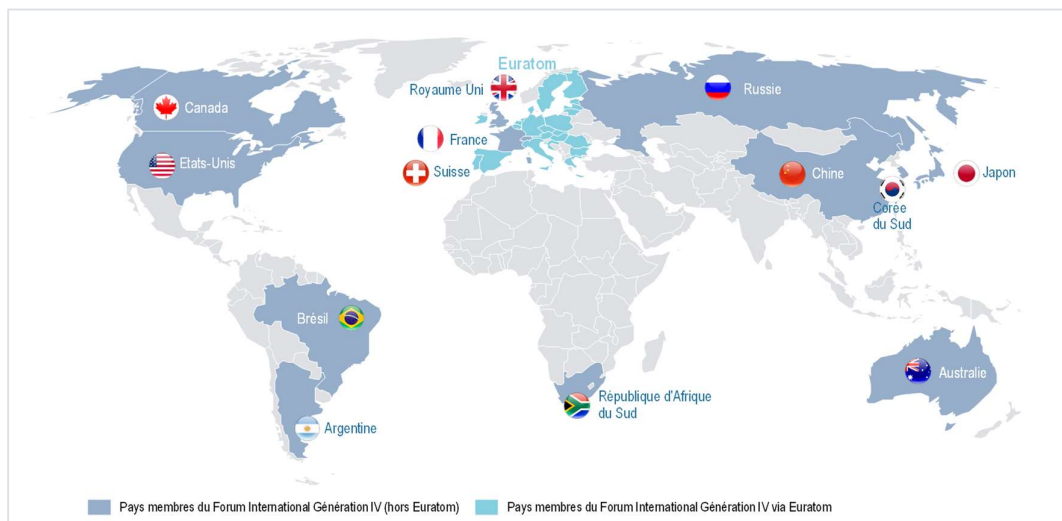 Euratom
Royaume Uni
Russie
Canada
France
Etats-Unis
Suisse
Chine
Japon
Corée
du Sud
Brésil
Australie
République d'Afrique
du Sud
Argentine
Pays membres du Forum International Génération IV (hors Euratom)
Pays membres du Forum International Génération IV via Euratom